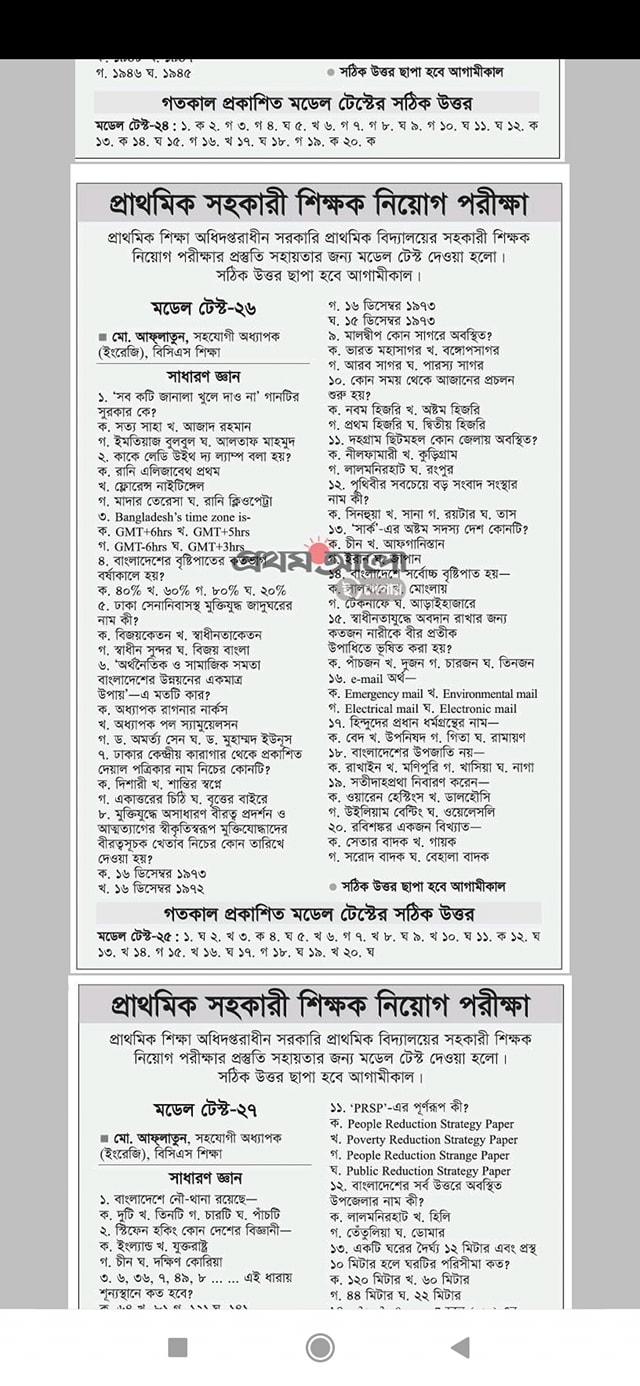 গ. ১৯৪৬ ঘ. ১৯৪৫
● সঠিক উত্তর ছাপা হবে আগামীকাল
গতকাল প্রকাশিত মডেল টেস্টের সঠিক উত্তর
মডেল টেস্ট-২৪ : ১. ক ২. গ ৩. গ ৪. ঘ ৫. খ ৬. গ ৭. গ ৮. ঘ ৯. গ ১০. ঘ ১১. ঘ ১২. ক
১৩. ক ১৪. ঘ ১৫. গ ১৬. খ ১৭. ঘ ১৮. গ ১৯. ক ২০. ক
প্রাথমিক সহকারী শিক্ষক নিয়োগ পরীক্ষা
প্রাথমিক শিক্ষা অধিদপ্তরাধীন সরকারি প্রাথমিক বিদ্যালয়ের সহকারী শিক্ষক
নিয়োগ পরীক্ষার প্রস্তুতি সহায়তার জন্য মডেল টেস্ট দেওয়া হলো।
সঠিক উত্তর ছাপা হবে আগামীকাল।
মডেল টেস্ট-২৬
■ মো. আফ্‌লাতুন, সহযোগী অধ্যাপক
(ইংরেজি), বিসিএস শিক্ষা
সাধারণ জ্ঞান
১. ‘সব কটি জানালা খুলে দাও না’ গানটির
সুরকার কে?
ক. সত্য সাহা খ. আজাদ রহমান
গ. ইমতিয়াজ বুলবুল ঘ. আলতাফ মাহমুদ
২. কাকে লেডি উইথ দ্য ল্যাম্প বলা হয়?
ক. রানি এলিজাবেথ প্রথম
খ. ফ্লোরেন্স নাইটিঙ্গেল
গ. মাদার তেরেসা ঘ. রানি ক্লিওপেট্রা
৩. Bangladesh's time zone is-
ক. GMT+6hrs খ. GMT+5hrs
গ. GMT-6hrs ঘ. GMT+3hrs
৪. বাংলাদেশের বৃষ্টিপাতের কতভাগ
বর্ষাকালে হয়?
ক. ৪০% খ. ৬০% গ. ৮০% ঘ. ২০%
৫. ঢাকা সেনানিবাসস্থ মুক্তিযুদ্ধ জাদুঘরের
নাম কী?
ক. বিজয়কেতন খ. স্বাধীনতাকেতন
গ. স্বাধীন সুন্দর ঘ. বিজয় বাংলা
৬. ‘অর্থনৈতিক ও সামাজিক সমতা
বাংলাদেশের উন্নয়নের একমাত্র
উপায়’—এ মতটি কার?
ক. অধ্যাপক রাগনার নার্কস
খ. অধ্যাপক পল স্যামুয়েলসন
গ. ড. অমর্ত্য সেন ঘ. ড. মুহাম্মদ ইউনূস
৭. ঢাকার কেন্দ্রীয় কারাগার থেকে প্রকাশিত
দেয়াল পত্রিকার নাম নিচের কোনটি?
ক. দিশারী খ. শান্তির স্বপ্নে
গ. একাত্তরের চিঠি ঘ. বৃত্তের বাইরে
৮. মুক্তিযুদ্ধে অসাধারণ বীরত্ব প্রদর্শন ও
আত্মত্যাগের স্বীকৃতিস্বরূপ মুক্তিযোদ্ধাদের
বীরত্বসূচক খেতাব নিচের কোন তারিখে
দেওয়া হয়?
ক. ১৬ ডিসেম্বর ১৯৭৩
খ. ১৬ ডিসেম্বর ১৯৭২
গ. ১৬ ডিসেম্বর ১৯৭৩
ঘ. ১৫ ডিসেম্বর ১৯৭৩
৯. মালদ্বীপ কোন সাগরে অবস্থিত?
ক. ভারত মহাসাগর খ. বঙ্গোপসাগর
গ. আরব সাগর ঘ. পারস্য সাগর
১০. কোন সময় থেকে আজানের প্রচলন
শুরু হয়?
ক. নবম হিজরি খ. অষ্টম হিজরি
গ. প্রথম হিজরি ঘ. দ্বিতীয় হিজরি
১১. দহগ্রাম ছিটমহল কোন জেলায় অবস্থিত?
ক. নীলফামারী খ. কুড়িগ্রাম
গ. লালমনিরহাট ঘ. রংপুর
১২. পৃথিবীর সবচেয়ে বড় সংবাদ সংস্থার
নাম কী?
ক. সিনহুয়া খ. সানা গ. রয়টার ঘ. তাস
১৩. ‘সার্ক’-এর অষ্টম সদস্য দেশ কোনটি?
ক. চীন খ. আফগানিস্তান
গ. ইরান ঘ. জাপান
প্রথম আলো
১৪. বাংলাদেশে সর্বোচ্চ বৃষ্টিপাত হয়—
ক. মোংলায়
গ. টেকনাফে ঘ. আড়াইহাজারে
১৫. স্বাধীনতাযুদ্ধে অবদান রাখার জন্য
কতজন নারীকে বীর প্রতীক
উপাধিতে ভূষিত করা হয়?
ক. পাঁচজন খ. দুজন গ. চারজন ঘ. তিনজন
১৬. e-mail অর্থ—
ক. Emergency mail খ. Environmental mail
গ. Electrical mail ঘ. Electronic mail
১৭. হিন্দুদের প্রধান ধর্মগ্রন্থের নাম—
ক. বেদ খ. উপনিষদ গ. গিতা ঘ. রামায়ণ
১৮. বাংলাদেশের উপজাতি নয়—
ক. রাখাইন খ. মণিপুরি গ. খাসিয়া ঘ. নাগা
১৯. সতীদাহপ্রথা নিবারণ করেন—
ক. ওয়ারেন হেস্টিংস খ. ডালহৌসি
গ. উইলিয়াম বেন্টিং ঘ. ওয়েলেসলি
২০. রবিশঙ্কর একজন বিখ্যাত—
ক. সেতার বাদক খ. গায়ক
গ. সরোদ বাদক ঘ. বেহালা বাদক
● সঠিক উত্তর ছাপা হবে আগামীকাল
গতকাল প্রকাশিত মডেল টেস্টের সঠিক উত্তর
মডেল টেস্ট-২৫ : ১. ঘ ২. খ ৩. ক ৪. ঘ ৫. খ ৬. গ ৭. খ ৮. ঘ ৯. খ ১০. ঘ ১১. ক ১২. ঘ
১৩. খ ১৪. গ ১৫. খ ১৬. ঘ ১৭. গ ১৮. ঘ ১৯. খ ২০. ঘ
প্রাথমিক সহকারী শিক্ষক নিয়োগ পরীক্ষা
প্রাথমিক শিক্ষা অধিদপ্তরাধীন সরকারি প্রাথমিক বিদ্যালয়ের সহকারী শিক্ষক
নিয়োগ পরীক্ষার প্রস্তুতি সহায়তার জন্য মডেল টেস্ট দেওয়া হলো।
সঠিক উত্তর ছাপা হবে আগামীকাল।
মডেল টেস্ট-২৭
■ মো. আফ্‌লাতুন, সহযোগী অধ্যাপক
(ইংরেজি), বিসিএস শিক্ষা
সাধারণ জ্ঞান
১. বাংলাদেশে নৌ-থানা রয়েছে—
ক. দুটি খ. তিনটি গ. চারটি ঘ. পাঁচটি
২. স্টিফেন হকিং কোন দেশের বিজ্ঞানী—
ক. ইংল্যান্ড খ. যুক্তরাষ্ট্র
গ. চীন ঘ. দক্ষিণ কোরিয়া
৩. ৬, ৩৬, ৭, ৪৯, ৮ ... ... এই ধারায়
শূন্যস্থানে কত হবে?
১১. ‘PRSP’-এর পূর্ণরূপ কী?
ক. People Reduction Strategy Paper
খ. Poverty Reduction Strategy Paper
গ. People Reduction Strange Paper
ঘ. Public Reduction Strategy Paper
১২. বাংলাদেশের সর্ব উত্তরে অবস্থিত
উপজেলার নাম কী?
ক. লালমনিরহাট খ. হিলি
গ. তেঁতুলিয়া ঘ. ডোমার
১৩. একটি ঘরের দৈর্ঘ্য ১২ মিটার এবং প্রস্থ
১০ মিটার হলে ঘরটির পরিসীমা কত?
ক. ১২০ মিটার খ. ৬০ মিটার
গ. ৪৪ মিটার ঘ. ২২ মিটার